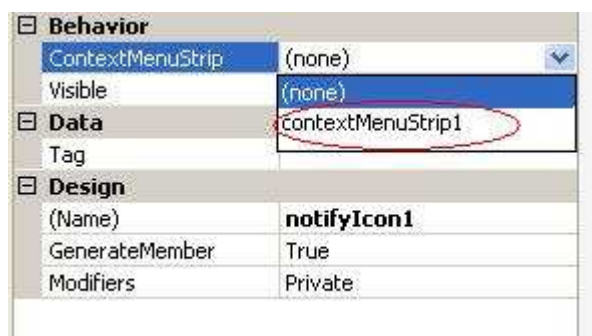 Behavior
ContextMenuStrip (none)
Visible (none)
Data contextMenuStrip1
Tag
Design
(Name) notifyIcon1
GenerateMember True
Modifiers Private